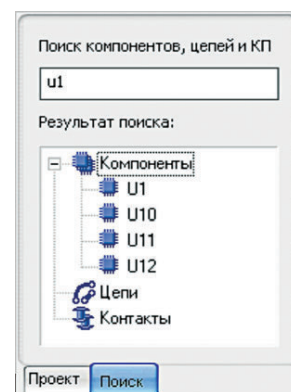 Поиск компонентов, цепей и КП
u1
Результат поиска:
Компоненты
U1
U10
U11
U12
Цепи
Контакты
Проект Поиск